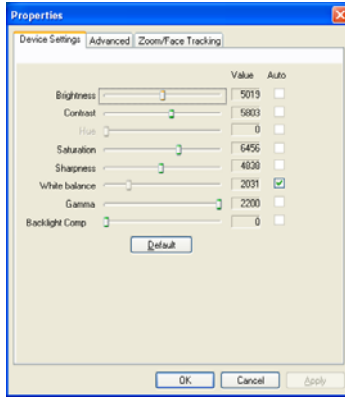 Properties
Device Settings Advanced Zoom/Face Tracking
Value Auto
Brightness 5019
Contrast 5803
Hue 0
Saturation 6456
Sharpness 4838
White balance 2031
Gamma 2200
Backlight Comp 0
Default
OK Cancel Apply